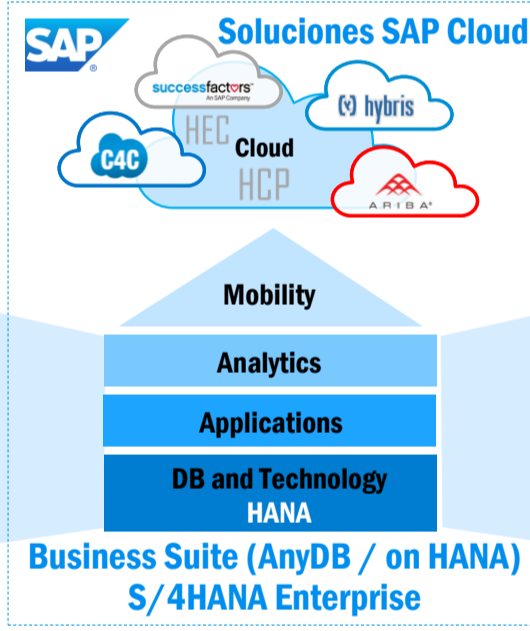 SAP
®
Soluciones SAP Cloud
successfactors™
An SAP Company
hybris
HEC
Cloud
C4C
HCP
ARIBA®
Mobility
Analytics
Applications
DB and Technology
HANA
Business Suite (AnyDB / on HANA)
S/4HANA Enterprise